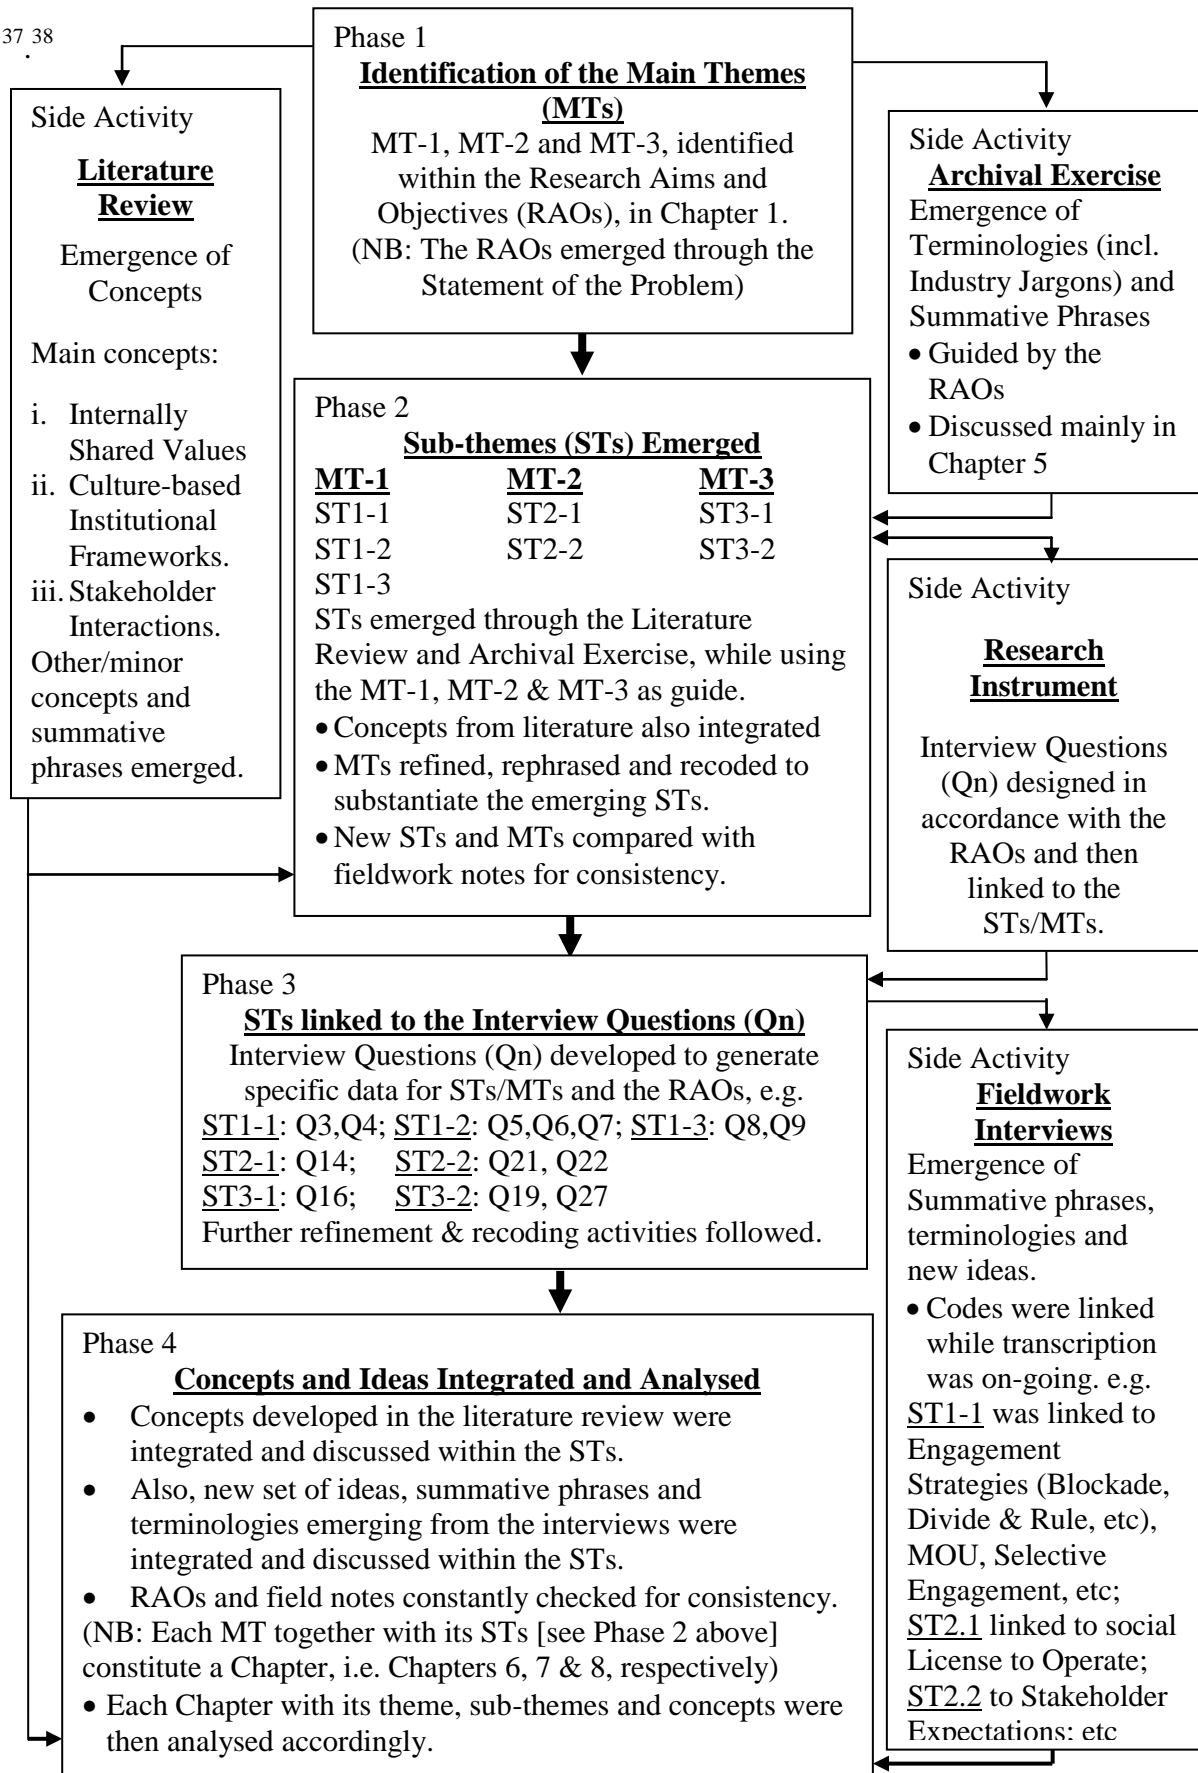 37 38
.
Phase 1
Identification of the Main Themes
(MTs)
MT-1, MT-2 and MT-3, identified
within the Research Aims and
Objectives (RAOs), in Chapter 1.
(NB: The RAOs emerged through the
Statement of the Problem)
Side Activity
Literature
Review
Emergence of
Concepts
Main concepts:
i. Internally
Shared Values
ii. Culture-based
Institutional
Frameworks.
iii. Stakeholder
Interactions.
Other/minor
concepts and
summative
phrases emerged.
Side Activity
Archival Exercise
Emergence of
Terminologies (incl.
Industry Jargons) and
Summative Phrases
• Guided by the
RAOs
• Discussed mainly in
Chapter 5
Phase 2
Sub-themes (STs) Emerged
MT-1 MT-2 MT-3
ST1-1 ST2-1 ST3-1
ST1-2 ST2-2 ST3-2
ST1-3
STs emerged through the Literature
Review and Archival Exercise, while using
the MT-1, MT-2 & MT-3 as guide.
• Concepts from literature also integrated
• MTs refined, rephrased and recoded to
substantiate the emerging STs.
• New STs and MTs compared with
fieldwork notes for consistency.
Side Activity
Research
Instrument
Interview Questions
(Qn) designed in
accordance with the
RAOs and then
linked to the
STs/MTs.
Phase 3
STs linked to the Interview Questions (Qn)
Interview Questions (Qn) developed to generate
specific data for STs/MTs and the RAOs, e.g.
ST1-1: Q3,Q4; ST1-2: Q5,Q6,Q7; ST1-3: Q8,Q9
ST2-1: Q14; ST2-2: Q21, Q22
ST3-1: Q16; ST3-2: Q19, Q27
Further refinement & recoding activities followed.
Side Activity
Fieldwork
Interviews
Emergence of
Summative phrases,
terminologies and
new ideas.
• Codes were linked
while transcription
was on-going. e.g.
ST1-1 was linked to
Engagement
Strategies (Blockade,
Divide & Rule, etc),
MOU, Selective
Engagement, etc;
ST2.1 linked to social
License to Operate;
ST2.2 to Stakeholder
Expectations; etc
Phase 4
Concepts and Ideas Integrated and Analysed
• Concepts developed in the literature review were
integrated and discussed within the STs.
• Also, new set of ideas, summative phrases and
terminologies emerging from the interviews were
integrated and discussed within the STs.
• RAOs and field notes constantly checked for consistency.
(NB: Each MT together with its STs [see Phase 2 above]
constitute a Chapter, i.e. Chapters 6, 7 & 8, respectively)
• Each Chapter with its theme, sub-themes and concepts were
then analysed accordingly.